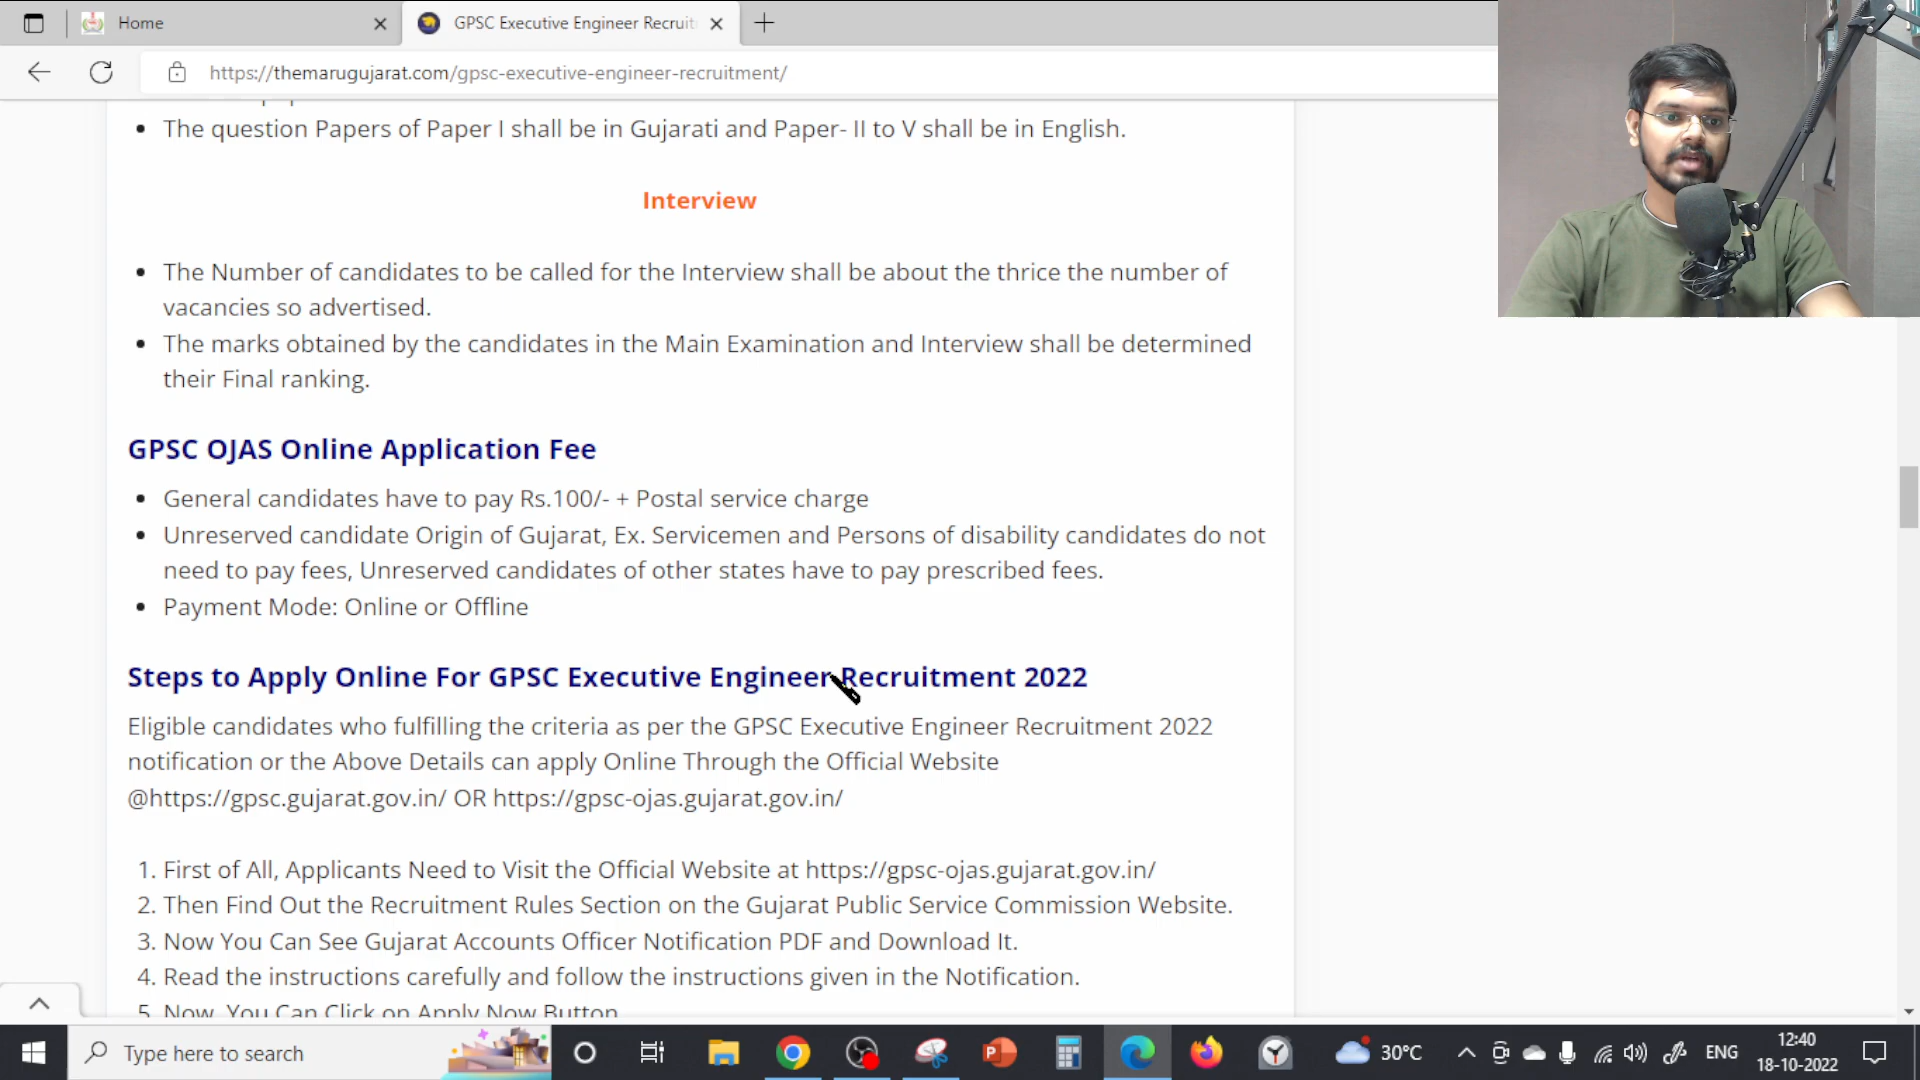 Home
GPSC Executive Engineer Recruit
https://themarugujarat.com/gpsc-executive-engineer-recruitment/
• The question Papers of Paper I shall be in Gujarati and Paper- II to V shall be in English.
Interview
• The Number of candidates to be called for the Interview shall be about the thrice the number of
vacancies so advertised.
• The marks obtained by the candidates in the Main Examination and Interview shall be determined
their Final ranking.
GPSC OJAS Online Application Fee
• General candidates have to pay Rs.100/- + Postal service charge
• Unreserved candidate Origin of Gujarat, Ex. Servicemen and Persons of disability candidates do not
need to pay fees, Unreserved candidates of other states have to pay prescribed fees.
• Payment Mode: Online or Offline
Steps to Apply Online For GPSC Executive Engineer Recruitment 2022
Eligible candidates who fulfilling the criteria as per the GPSC Executive Engineer Recruitment 2022
notification or the Above Details can apply Online Through the Official Website
@https://gpsc.gujarat.gov.in/ OR https://gpsc-ojas.gujarat.gov.in/
1. First of All, Applicants Need to Visit the Official Website at https://gpsc-ojas.gujarat.gov.in/
2. Then Find Out the Recruitment Rules Section on the Gujarat Public Service Commission Website.
3. Now You Can See Gujarat Accounts Officer Notification PDF and Download It.
4. Read the instructions carefully and follow the instructions given in the Notification.
5. Now, You Can Click on Apply Now Button
Type here to search
30°C
ENG
12:40
18-10-2022